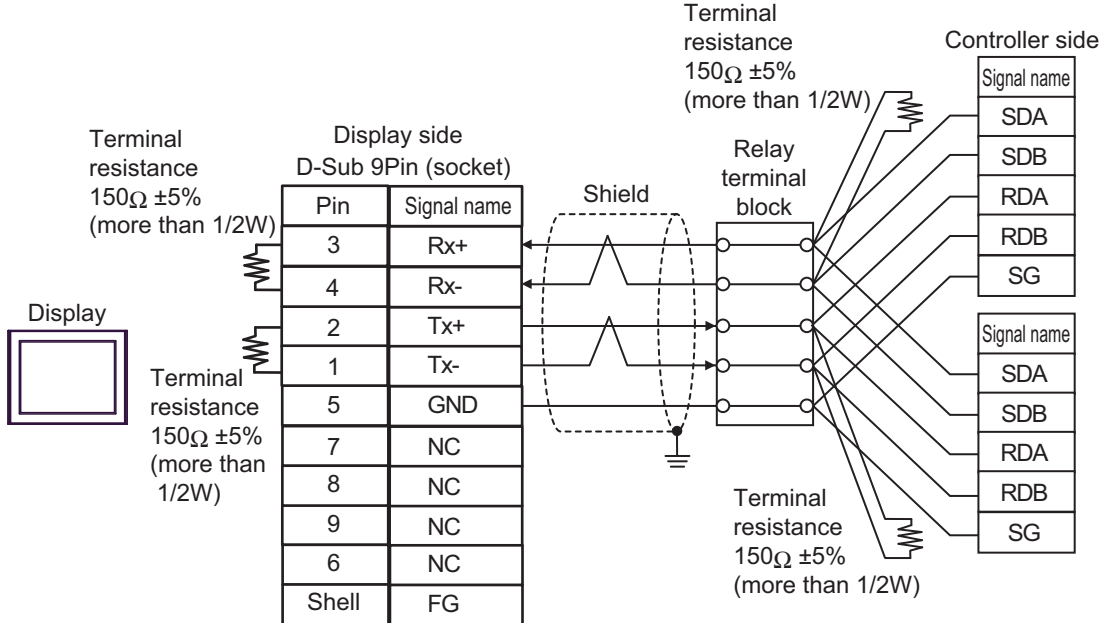 Terminal
resistance
150Ω ±5%
(more than 1/2W)
Controller side
Signal name
SDA
SDB
RDA
RDB
SG
Signal name
SDA
SDB
RDA
RDB
SG
Relay
terminal
block
Shield
Terminal
resistance
150Ω ±5%
(more than 1/2W)
Display side
D-Sub 9Pin (socket)
Pin Signal name
3 Rx+
4 Rx-
2 Tx+
1 Tx-
5 GND
7 NC
8 NC
9 NC
6 NC
Shell FG
Display
Terminal
resistance
150Ω ±5%
(more than
1/2W)
Terminal
resistance
150Ω ±5%
(more than 1/2W)